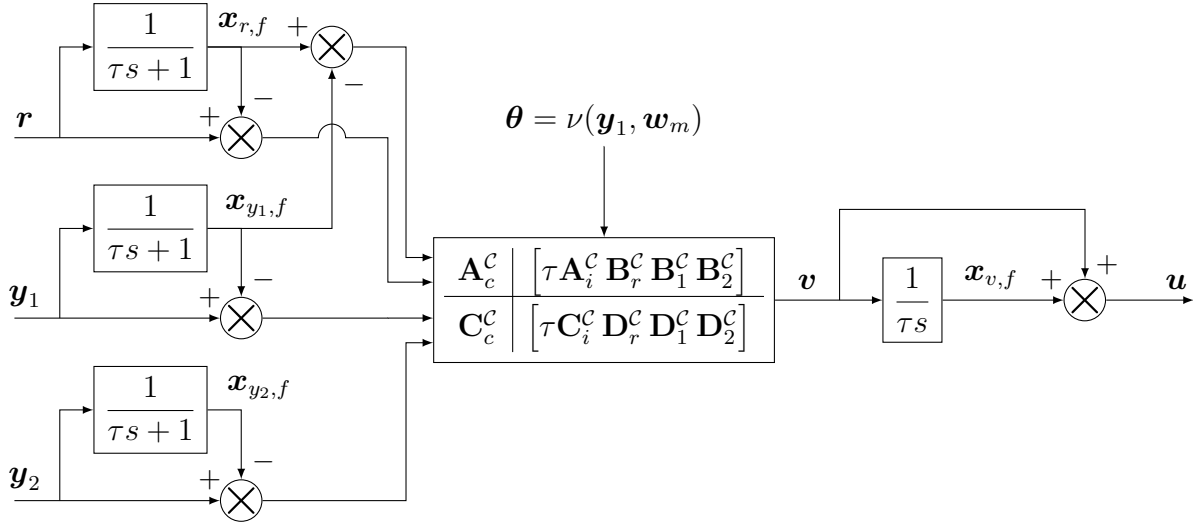 1
τs + 1
x_{r,f}
+
−
r
+
−
θ = ν(y_1, w_m)
1
τs + 1
x_{y_1,f}
y_1
+
−
A_c^C | [τA_i^C B_r^C B_1^C B_2^C]
C_c^C | [τC_i^C D_r^C D_1^C D_2^C]
v
1
τs
x_{v,f}
+
+
u
1
τs + 1
x_{y_2,f}
y_2
+
−